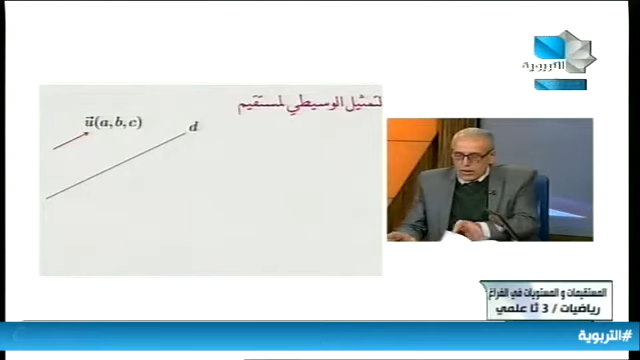 التربوية
التمثيل الوسيطي لمستقيم
u⃗(a, b, c)
d
المستقيمات و المستويات في الفراغ
رياضيات / 3 ثا علمي
#التربوية